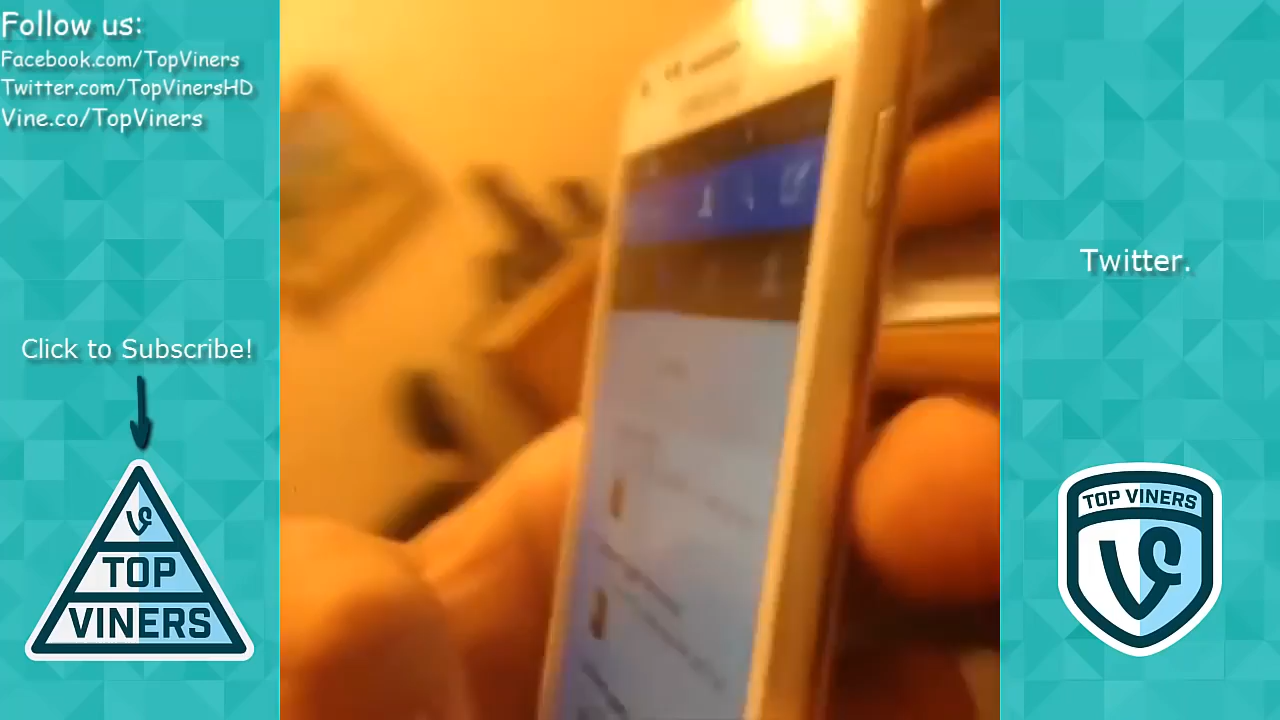 Follow us:
Facebook.com/TopViners
Twitter.com/TopVinersHD
Vine.co/TopViners
Click to Subscribe!
TOP
VINERS
Twitter.
TOP VINERS